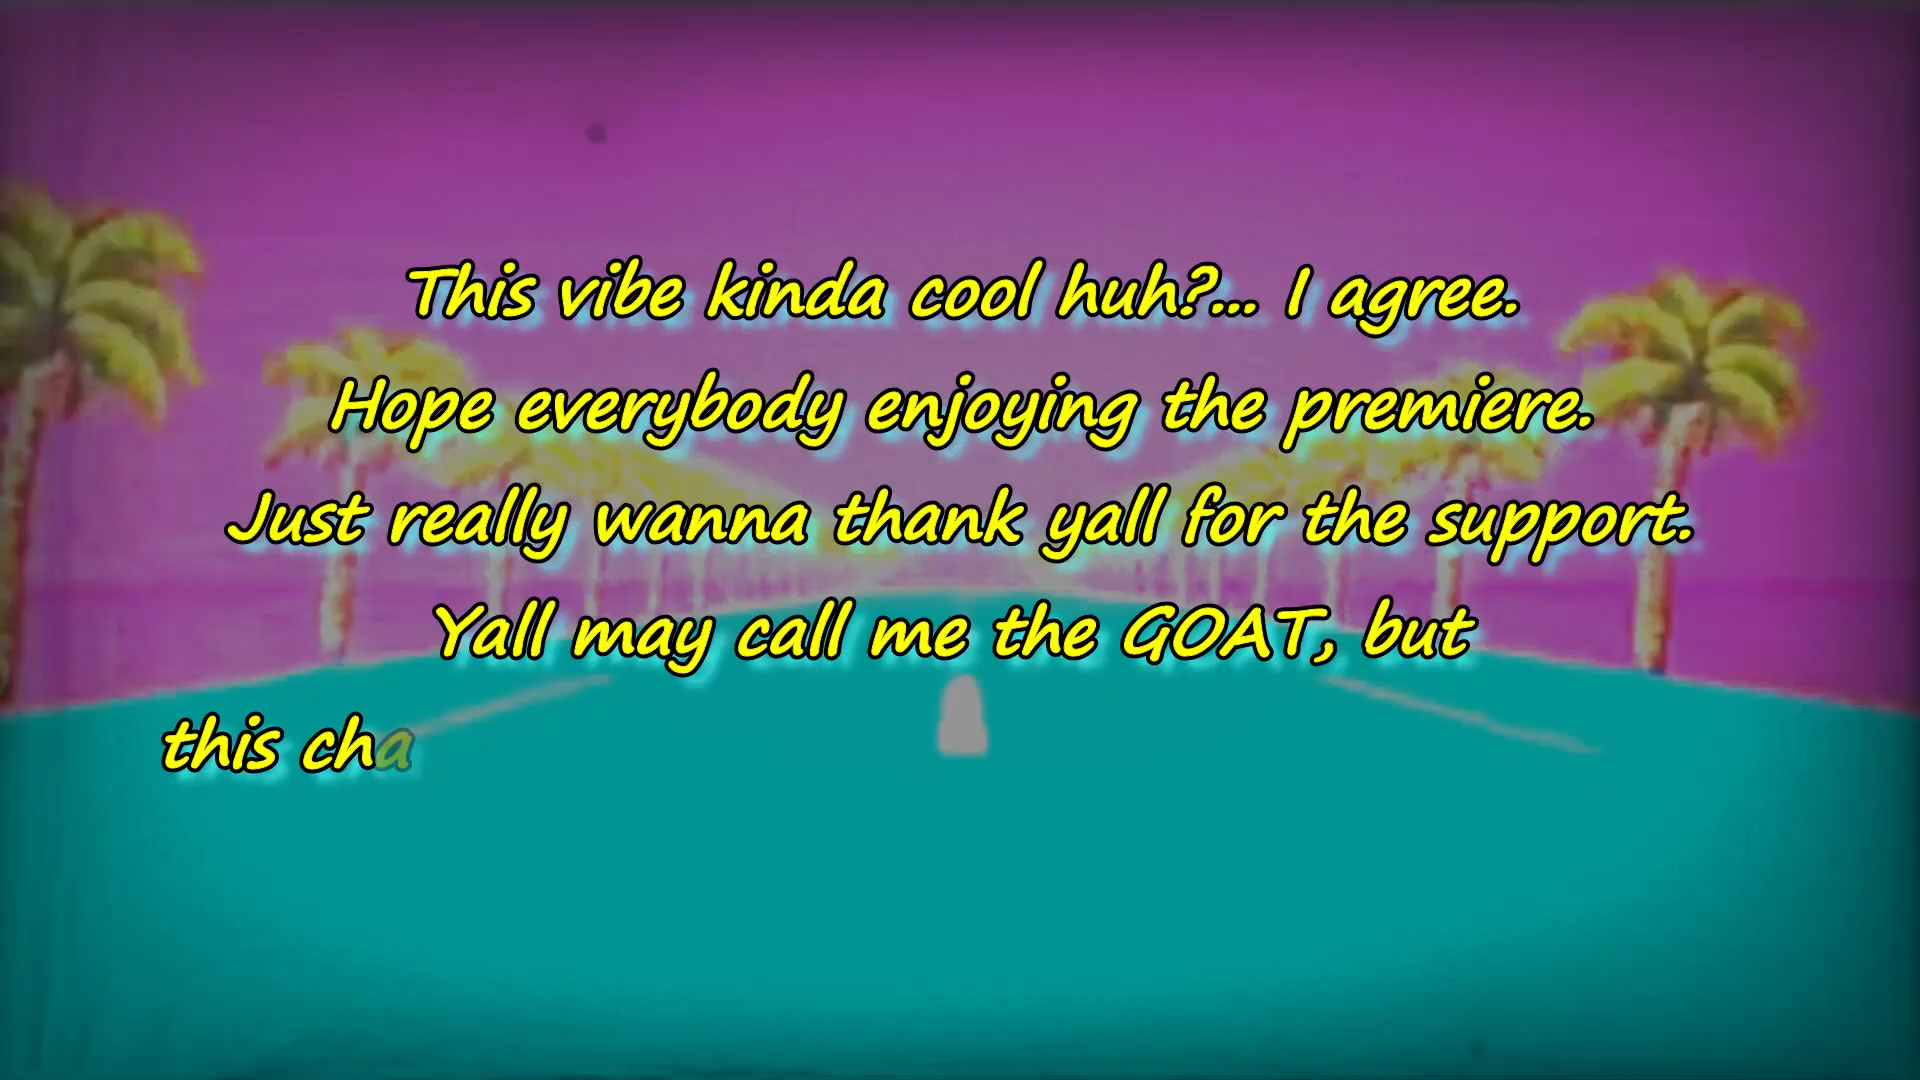 This vibe kinda cool huh?... I agree.
Hope everybody enjoying the premiere.
Just really wanna thank yall for the support.
Yall may call me the GOAT, but
this cha